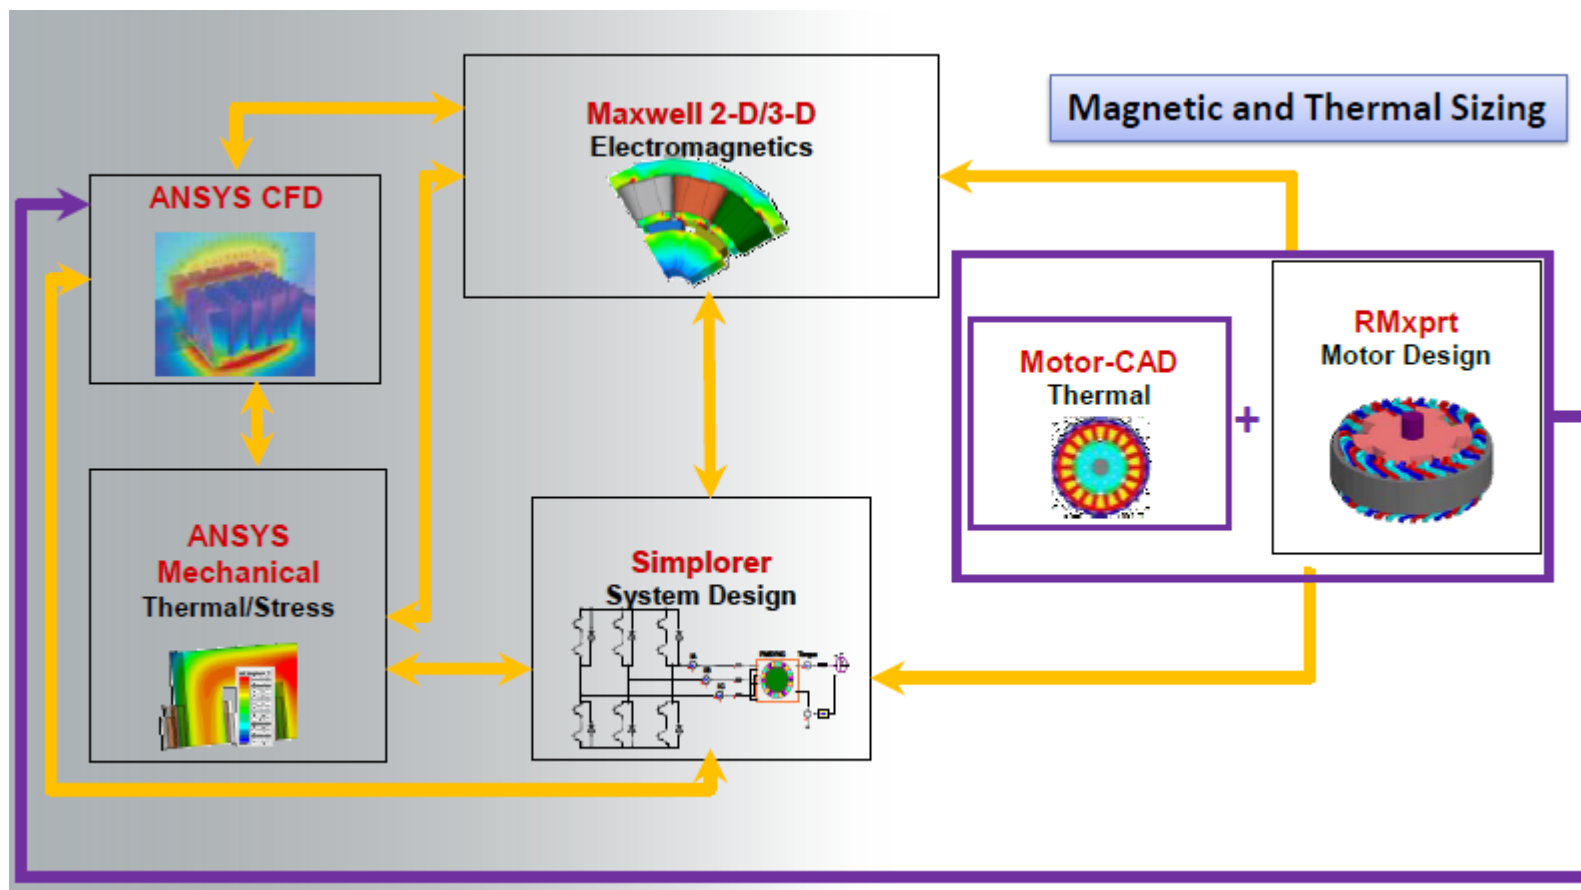 Maxwell 2-D/3-D
Electromagnetics
Magnetic and Thermal Sizing
ANSYS CFD
RMxprt
Motor Design
Motor-CAD
Thermal
+
ANSYS
Mechanical
Thermal/Stress
Simplorer
System Design